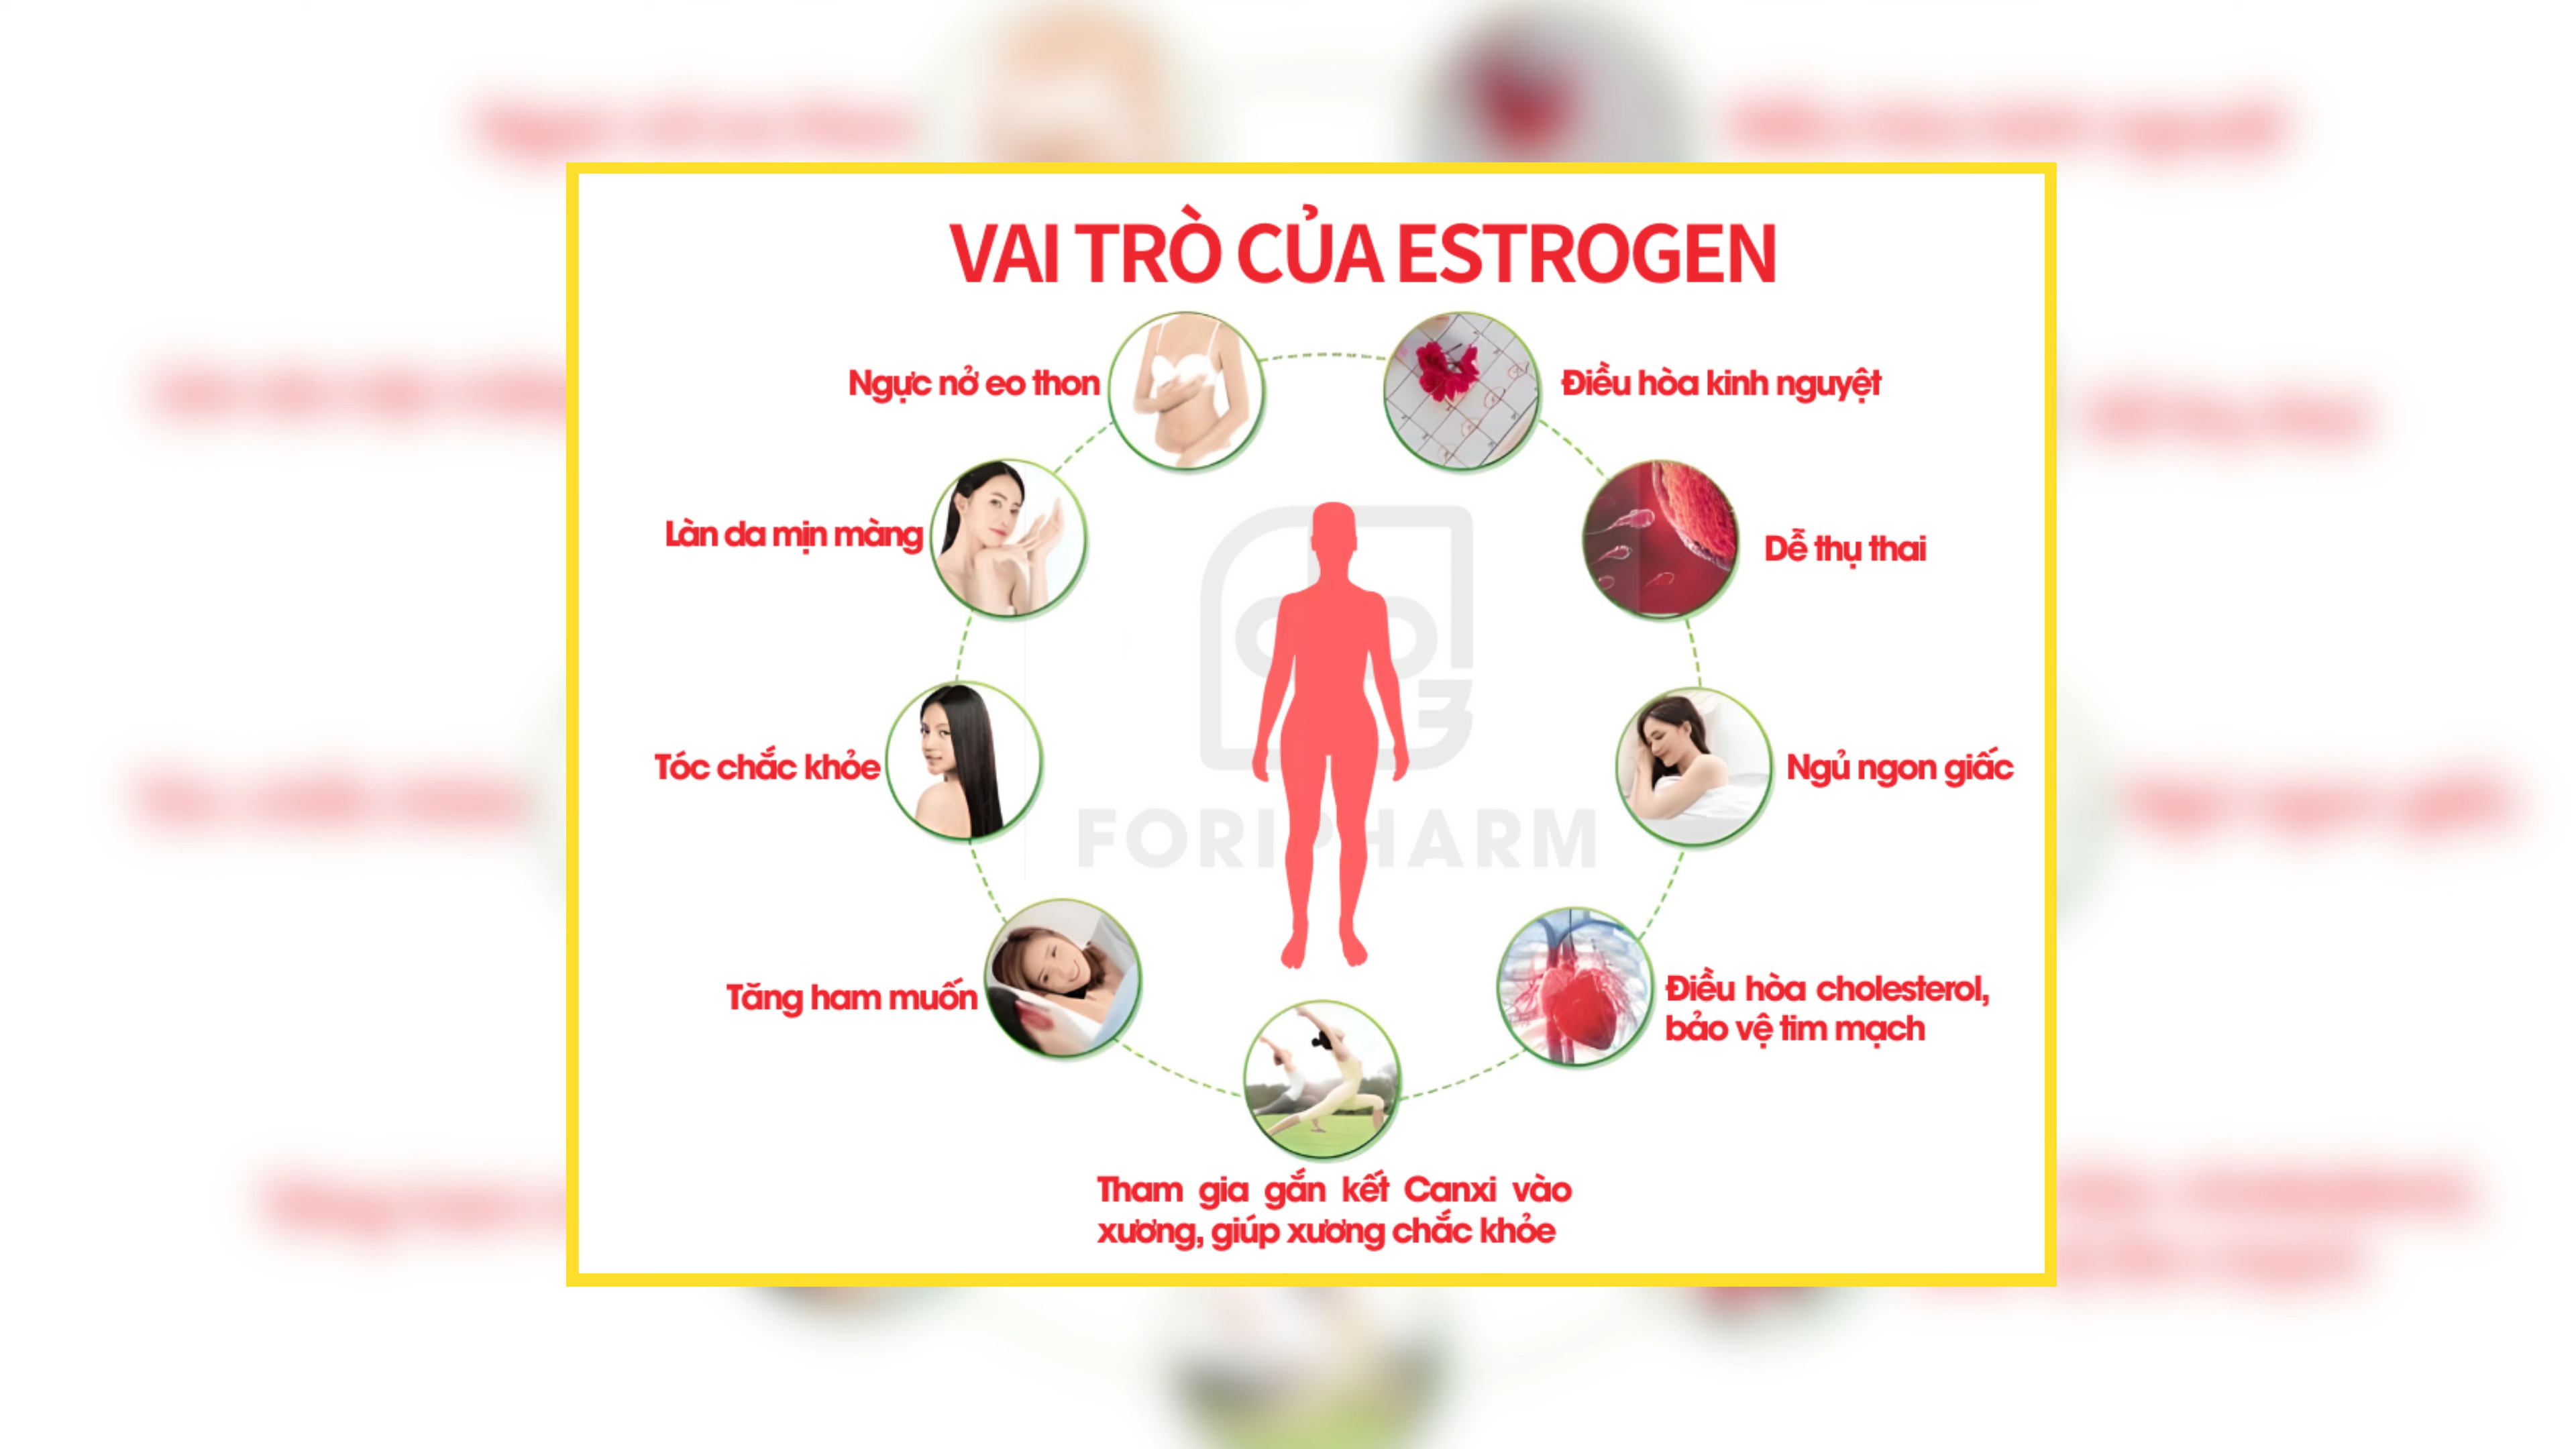 VAI TRÒ CỦA ESTROGEN
Ngực nở eo thon
Điều hòa kinh nguyệt
Làn da mịn màng
Dễ thụ thai
Tóc chắc khỏe
Ngủ ngon giấc
FORIPHARM
Tăng ham muốn
Điều hòa cholesterol,
bảo vệ tim mạch
Tham gia gắn kết Canxi vào
xương, giúp xương chắc khỏe